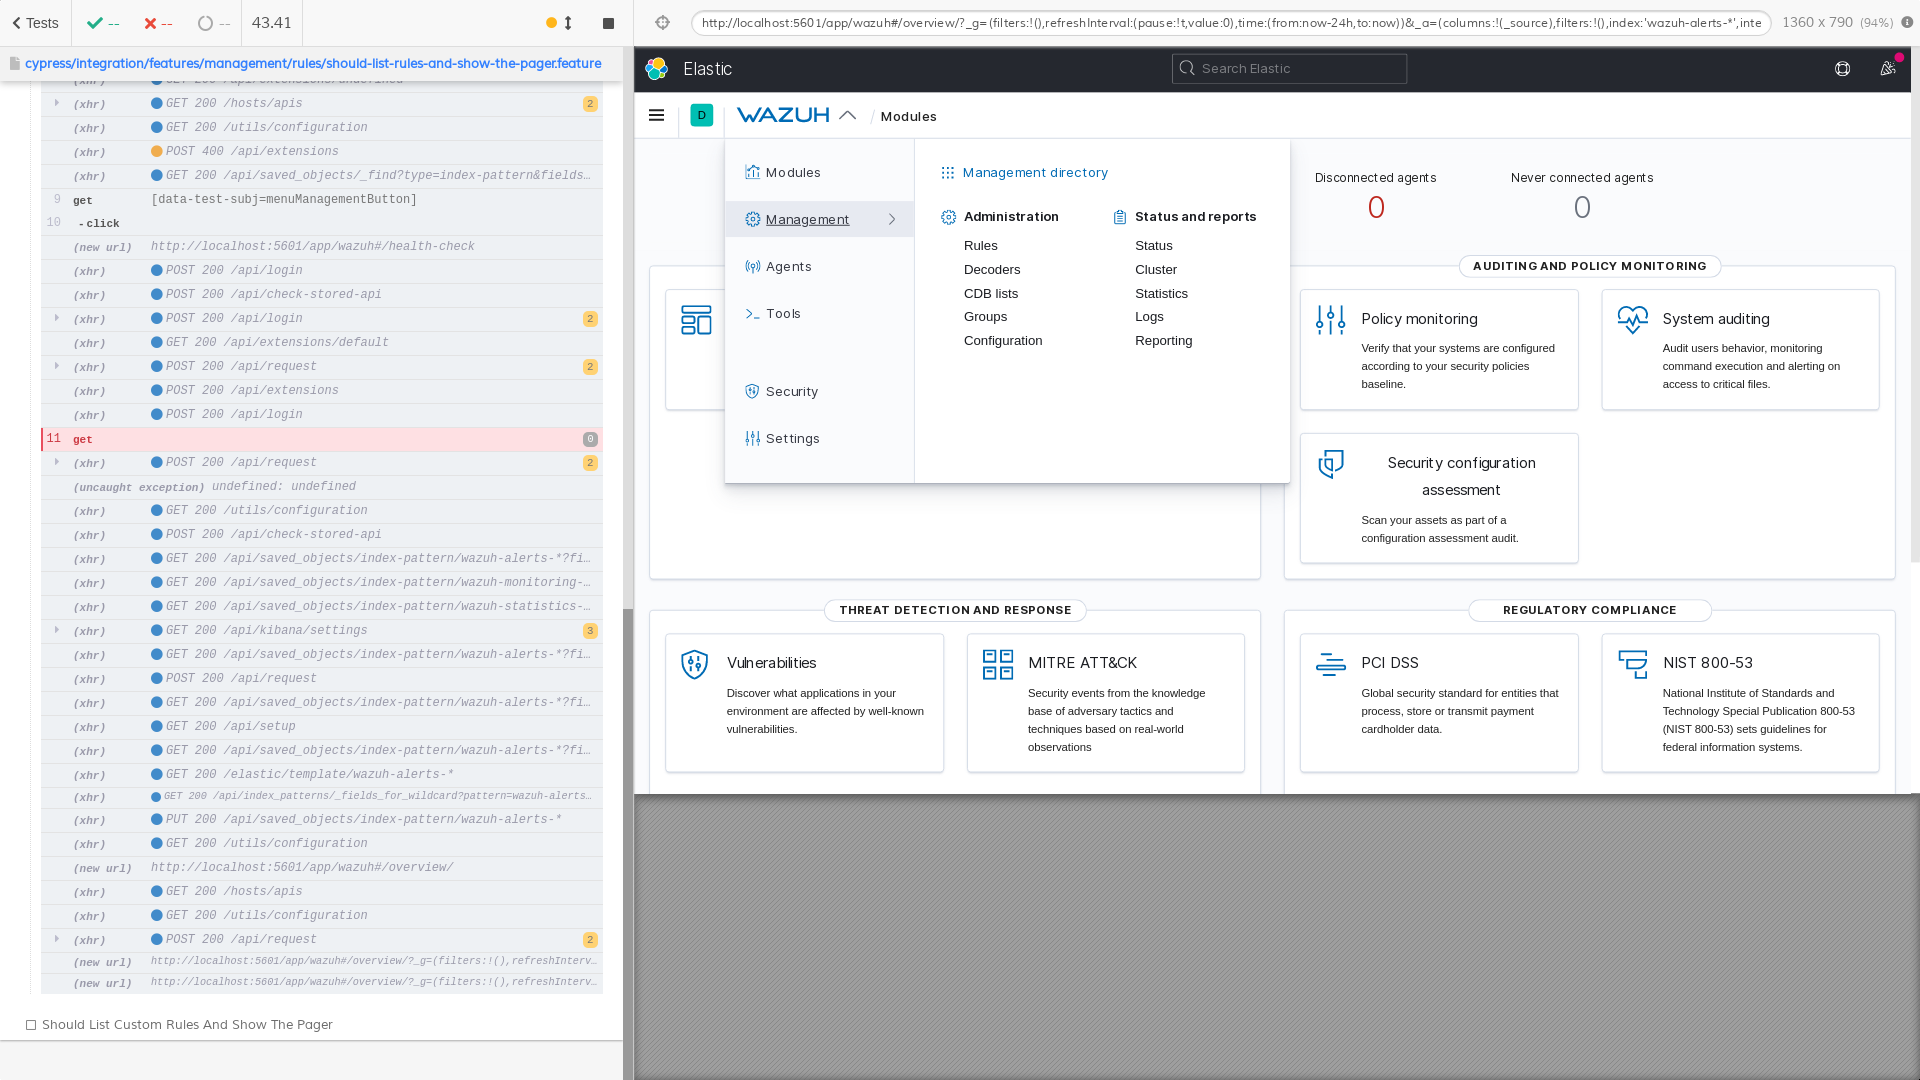 Tests
--
--
--
43.41
http://localhost:5601/app/wazuh#/overview/?_g=(filters:!(),refreshInterval:(pause:!t,value:0),time:(from:now-24h,to:now))&_a=(columns:!(_source),filters:!(),index:'wazuh-alerts-*',inte
1360 x 790 (94%)
cypress/integration/features/management/rules/should-list-rules-and-show-the-pager.feature
(xhr) GET 200 /api/extensions/undefined
(xhr) GET 200 /hosts/apis 2
(xhr) GET 200 /utils/configuration
(xhr) POST 400 /api/extensions
(xhr) GET 200 /api/saved_objects/_find?type=index-pattern&fields…
9 get [data-test-subj=menuManagementButton]
10 -click
(new url) http://localhost:5601/app/wazuh#/health-check
(xhr) POST 200 /api/login
(xhr) POST 200 /api/check-stored-api
(xhr) POST 200 /api/login 2
(xhr) GET 200 /api/extensions/default
(xhr) POST 200 /api/request 2
(xhr) POST 200 /api/extensions
(xhr) POST 200 /api/login
11 get 0
(xhr) POST 200 /api/request 2
(uncaught exception) undefined: undefined
(xhr) GET 200 /utils/configuration
(xhr) POST 200 /api/check-stored-api
(xhr) GET 200 /api/saved_objects/index-pattern/wazuh-alerts-*?fi…
(xhr) GET 200 /api/saved_objects/index-pattern/wazuh-monitoring-…
(xhr) GET 200 /api/saved_objects/index-pattern/wazuh-statistics-…
(xhr) GET 200 /api/kibana/settings 3
(xhr) GET 200 /api/saved_objects/index-pattern/wazuh-alerts-*?fi…
(xhr) POST 200 /api/request
(xhr) GET 200 /api/saved_objects/index-pattern/wazuh-alerts-*?fi…
(xhr) GET 200 /api/setup
(xhr) GET 200 /api/saved_objects/index-pattern/wazuh-alerts-*?fi…
(xhr) GET 200 /elastic/template/wazuh-alerts-*
(xhr) GET 200 /api/index_patterns/_fields_for_wildcard?pattern=wazuh-alerts…
(xhr) PUT 200 /api/saved_objects/index-pattern/wazuh-alerts-*
(xhr) GET 200 /utils/configuration
(new url) http://localhost:5601/app/wazuh#/overview/
(xhr) GET 200 /hosts/apis
(xhr) GET 200 /utils/configuration
(xhr) POST 200 /api/request 2
(new url) http://localhost:5601/app/wazuh#/overview/?_g=(filters:!(),refreshInterv…
(new url) http://localhost:5601/app/wazuh#/overview/?_g=(filters:!(),refreshInterv…
Should List Custom Rules And Show The Pager
Elastic
Search Elastic
D
WAZUH
/ Modules
Modules
Management
Agents
Tools
Security
Settings
Management directory
Administration
Rules
Decoders
CDB lists
Groups
Configuration
Status and reports
Status
Cluster
Statistics
Logs
Reporting
Disconnected agents
0
Never connected agents
0
AUDITING AND POLICY MONITORING
Policy monitoring
Verify that your systems are configured
according to your security policies
baseline.
System auditing
Audit users behavior, monitoring
command execution and alerting on
access to critical files.
Security configuration
assessment
Scan your assets as part of a
configuration assessment audit.
THREAT DETECTION AND RESPONSE
Vulnerabilities
Discover what applications in your
environment are affected by well-known
vulnerabilities.
MITRE ATT&CK
Security events from the knowledge
base of adversary tactics and
techniques based on real-world
observations
REGULATORY COMPLIANCE
PCI DSS
Global security standard for entities that
process, store or transmit payment
cardholder data.
NIST 800-53
National Institute of Standards and
Technology Special Publication 800-53
(NIST 800-53) sets guidelines for
federal information systems.